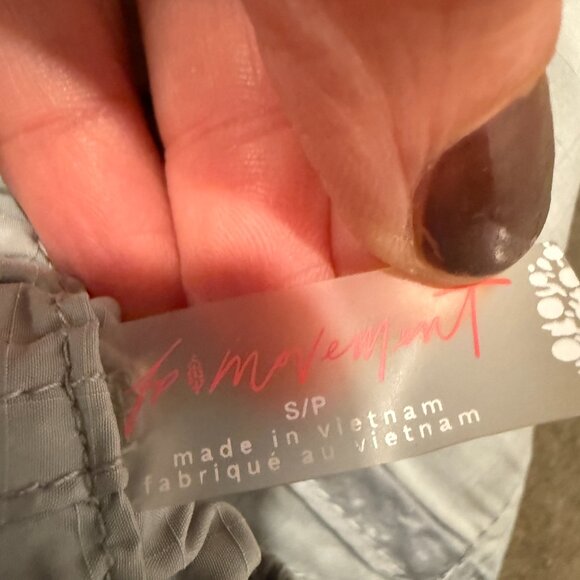 fp movement
S/P
made in vietnam
fabriqué au vietnam